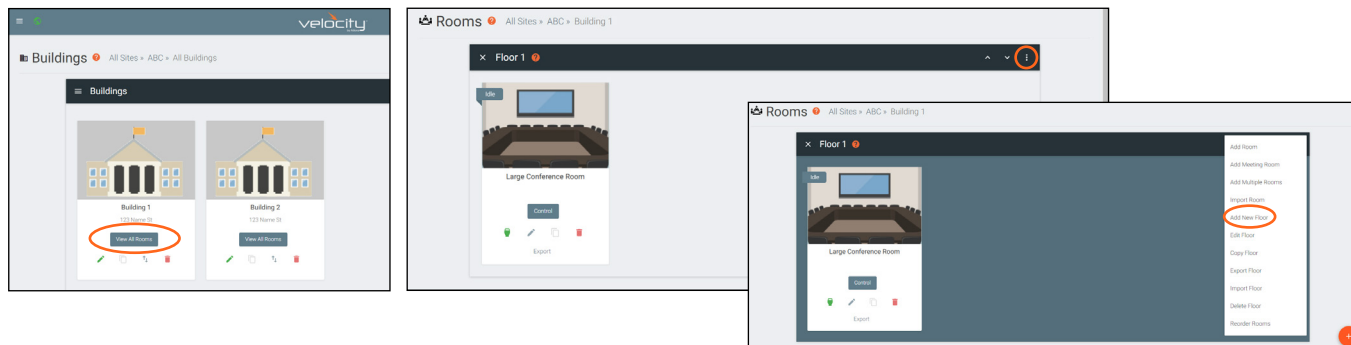 velocity
Buildings ? All Sites » ABC » All Buildings
Buildings
Building 1
123 Name St
View All Rooms
Building 2
123 Name St
View All Rooms
Rooms ? All Sites » ABC » Building 1
Floor 1 ?
Idle
Large Conference Room
Control
Export
Rooms ? All Sites » ABC » Building 1
Floor 1 ?
Idle
Large Conference Room
Control
Export
Add Room
Add Meeting Room
Add Multiple Rooms
Import Room
Add New Floor
Edit Floor
Copy Floor
Export Floor
Import Floor
Delete Floor
Reorder Rooms